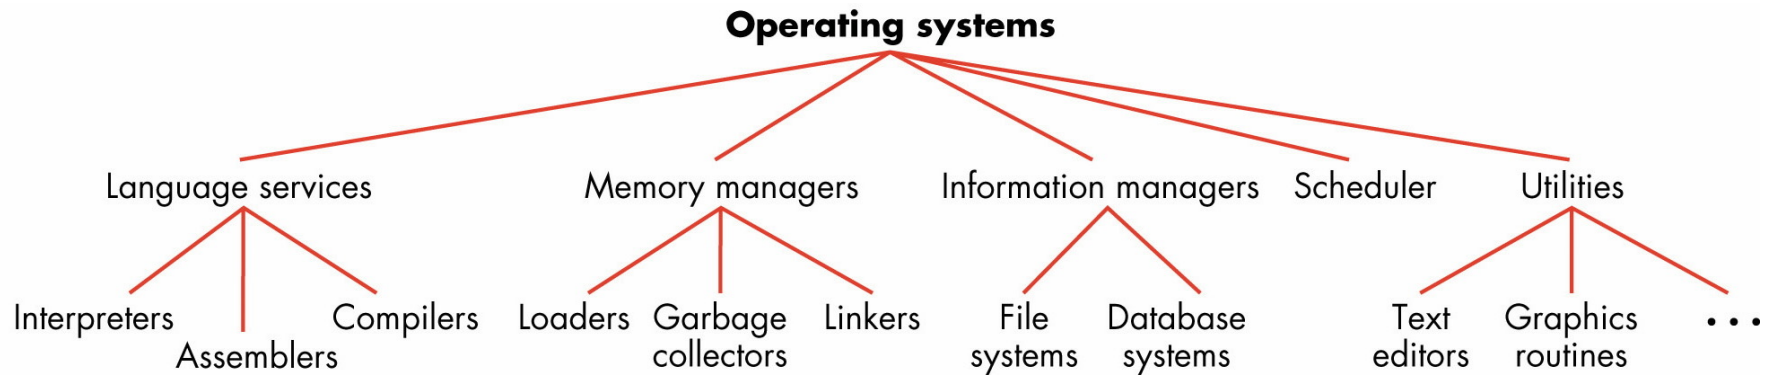 Operating systems
Language services
Memory managers
Information managers
Scheduler
Utilities
Interpreters
Assemblers
Compilers
Loaders
Garbage
collectors
Linkers
File
systems
Database
systems
Text
editors
Graphics
routines
• • •